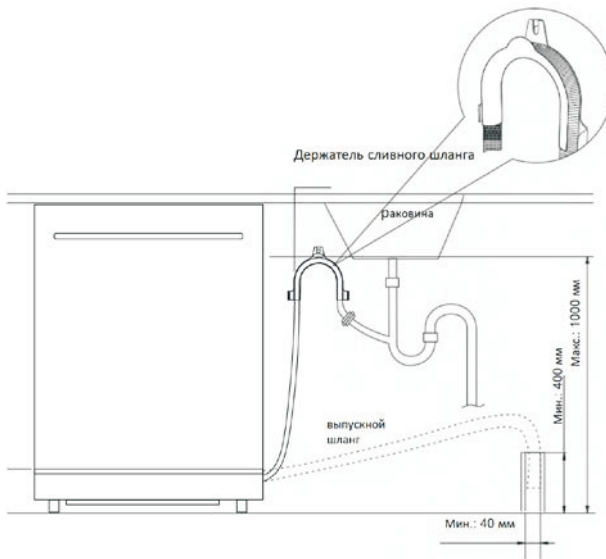 Держатель сливного шланга
раковина
Макс.: 1000 мм
Мин.: 400 мм
выпускной
шланг
Мин.: 40 мм